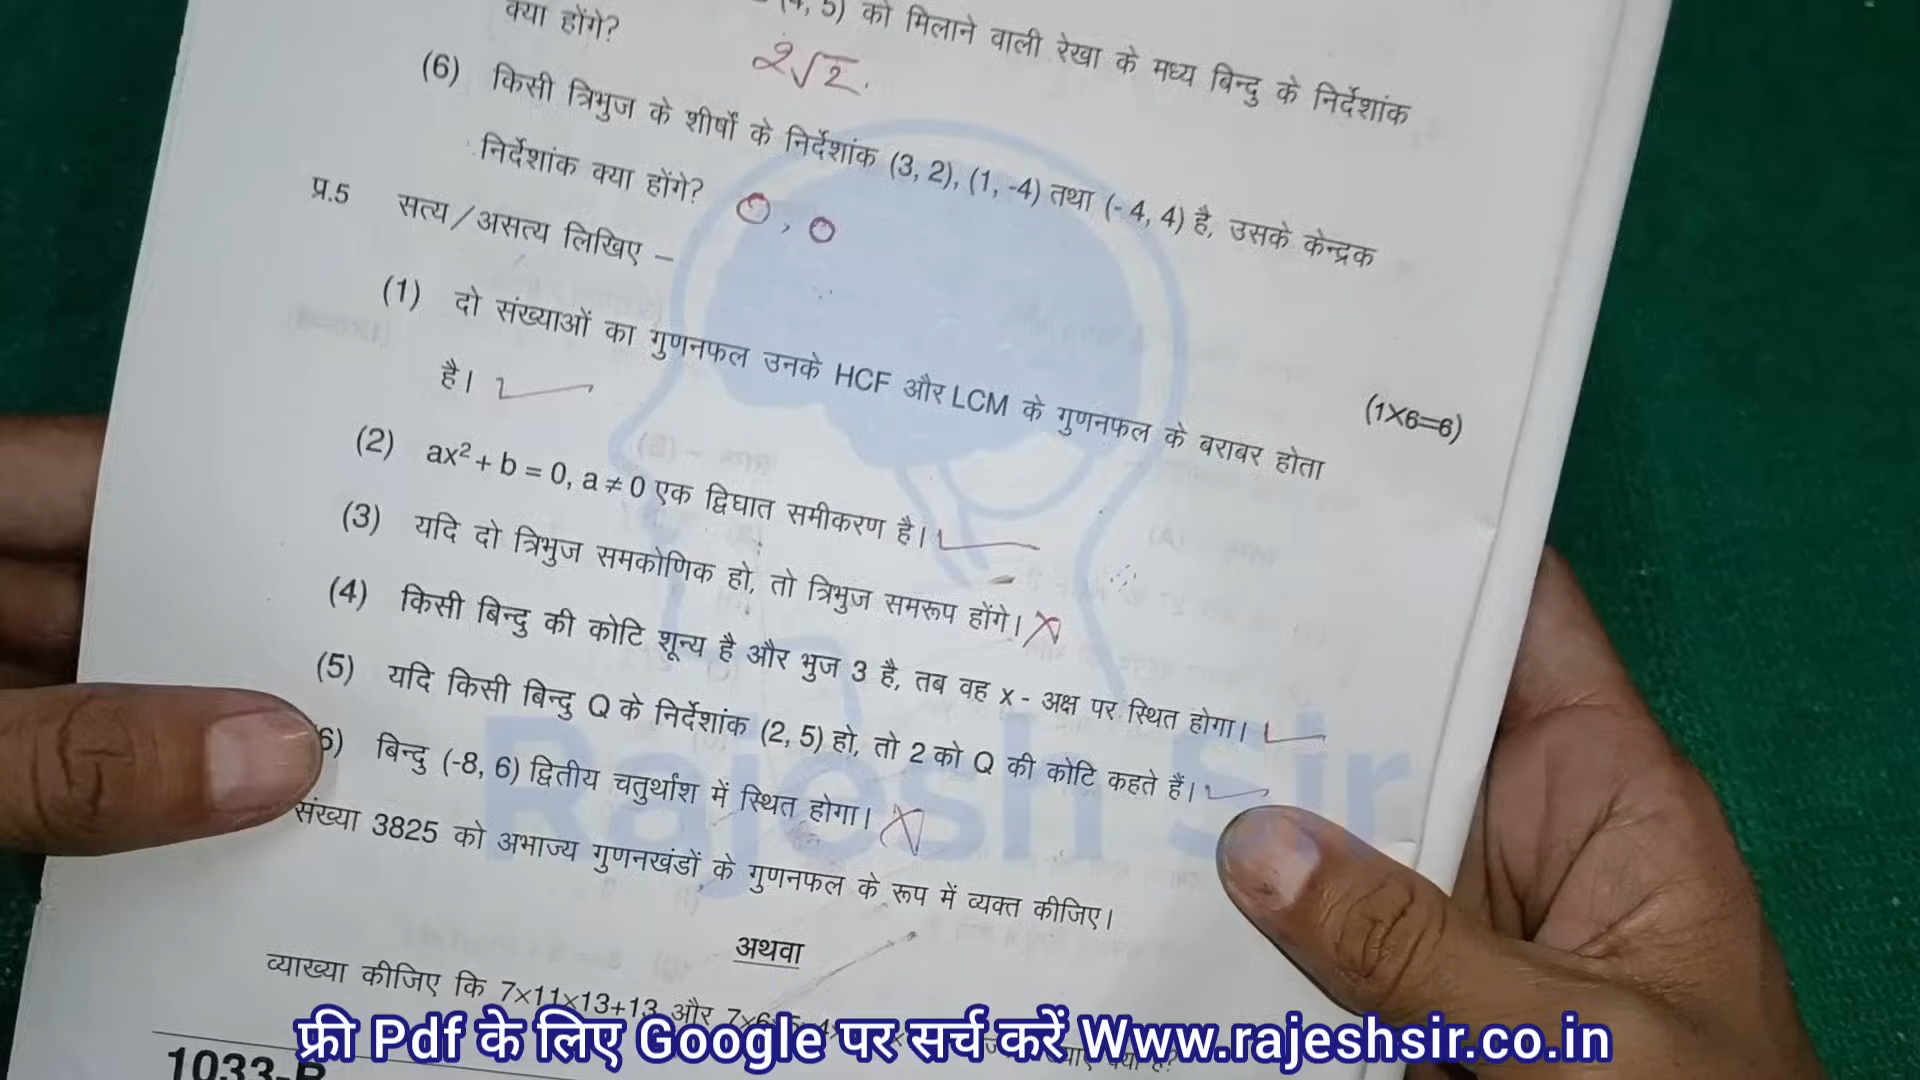 (4, 5) को मिलाने वाली रेखा के मध्य बिन्दु के निर्देशांक
क्या होंगे?
2√2.
(6) किसी त्रिभुज के शीर्षों के निर्देशांक (3, 2), (1, -4) तथा (- 4, 4) है, उसके केन्द्रक
निर्देशांक क्या होंगे? 0, 0
प्र.5 सत्य/असत्य लिखिए –
(1X6=6)
(1) दो संख्याओं का गुणनफल उनके HCF और LCM के गुणनफल के बराबर होता
है।
(2) ax² + b = 0, a ≠ 0 एक द्विघात समीकरण है।
(3) यदि दो त्रिभुज समकोणिक हो, तो त्रिभुज समरूप होंगे। X
(4) किसी बिन्दु की कोटि शून्य है और भुज 3 है, तब वह x - अक्ष पर स्थित होगा।
(5) यदि किसी बिन्दु Q के निर्देशांक (2, 5) हो, तो 2 को Q की कोटि कहते हैं।
6) बिन्दु (-8, 6) द्वितीय चतुर्थांश में स्थित होगा। X
संख्या 3825 को अभाज्य गुणनखंडों के गुणनफल के रूप में व्यक्त कीजिए।
अथवा
व्याख्या कीजिए कि 7×11×13+13 और
Rajesh Sir
फ्री Pdf के लिए Google पर सर्च करें Www.rajeshsir.co.in
1033-B